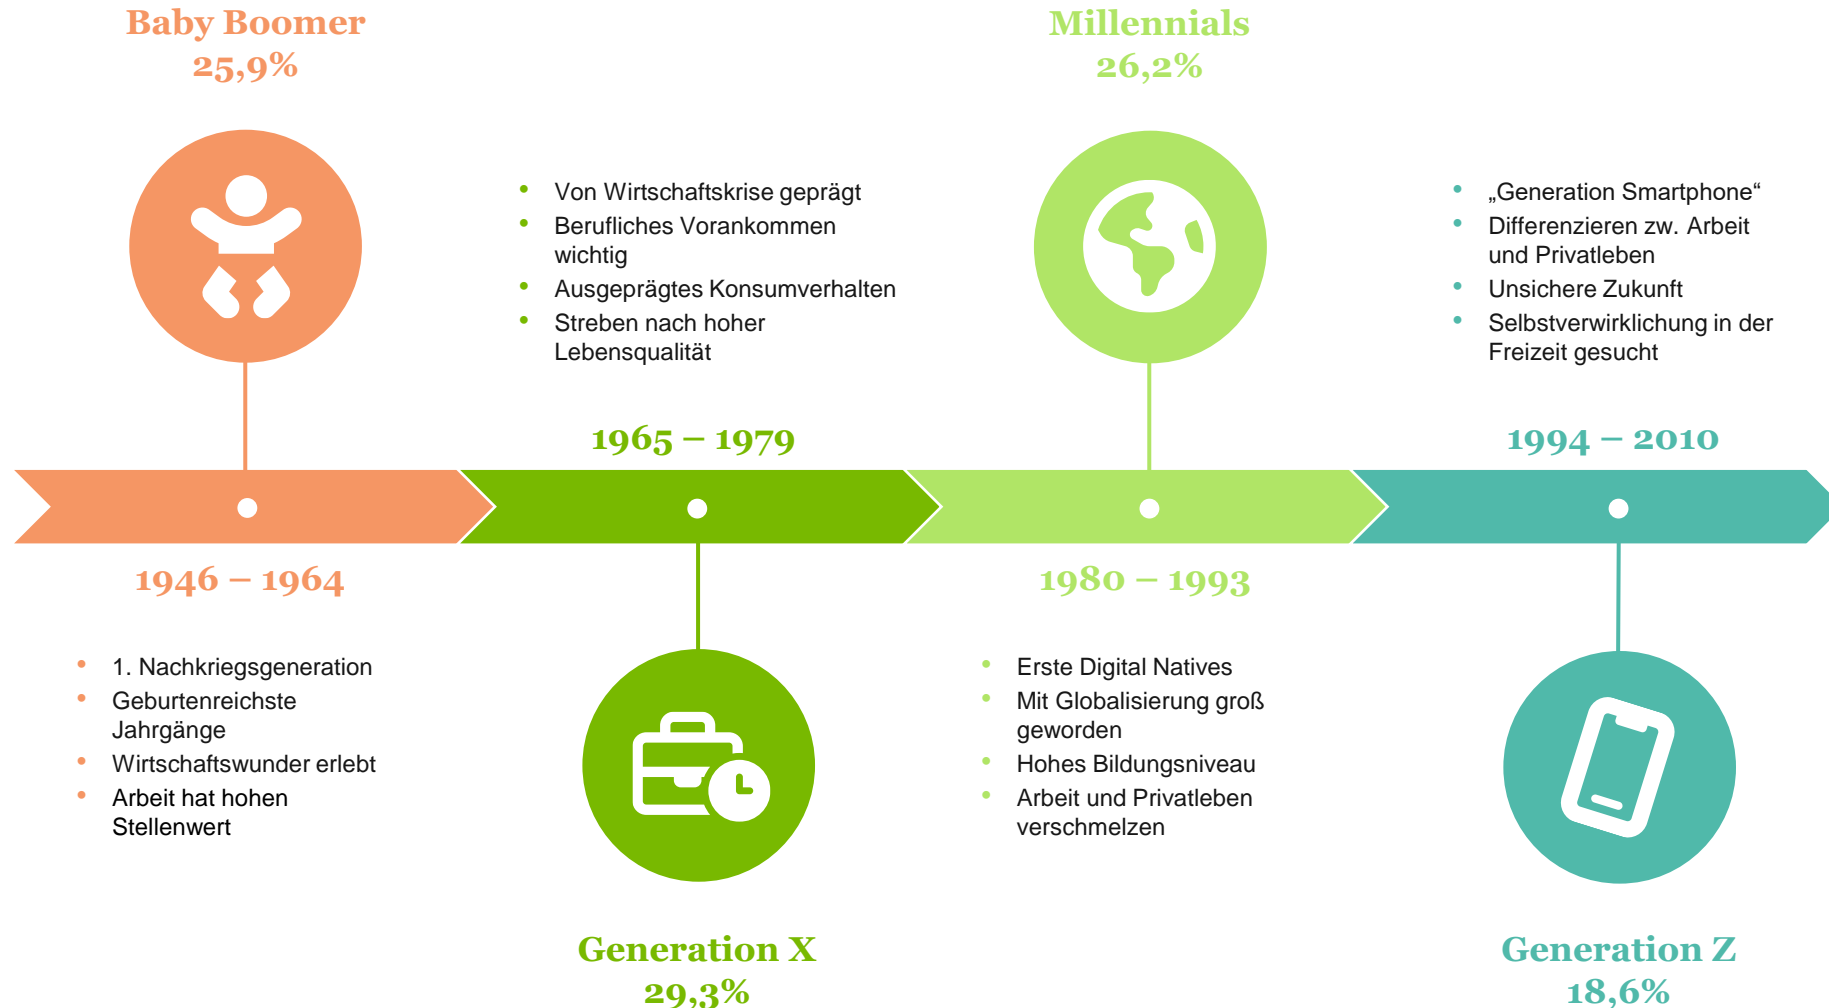 Baby Boomer
25,9%
1946 – 1964
1. Nachkriegsgeneration
Geburtenreichste
Jahrgänge
Wirtschaftswunder erlebt
Arbeit hat hohen
Stellenwert
Von Wirtschaftskrise geprägt
Berufliches Vorankommen
wichtig
Ausgeprägtes Konsumverhalten
Streben nach hoher
Lebensqualität
1965 – 1979
Generation X
29,3%
Millennials
26,2%
1980 – 1993
Erste Digital Natives
Mit Globalisierung groß
geworden
Hohes Bildungsniveau
Arbeit und Privatleben
verschmelzen
„Generation Smartphone“
Differenzieren zw. Arbeit
und Privatleben
Unsichere Zukunft
Selbstverwirklichung in der
Freizeit gesucht
1994 – 2010
Generation Z
18,6%